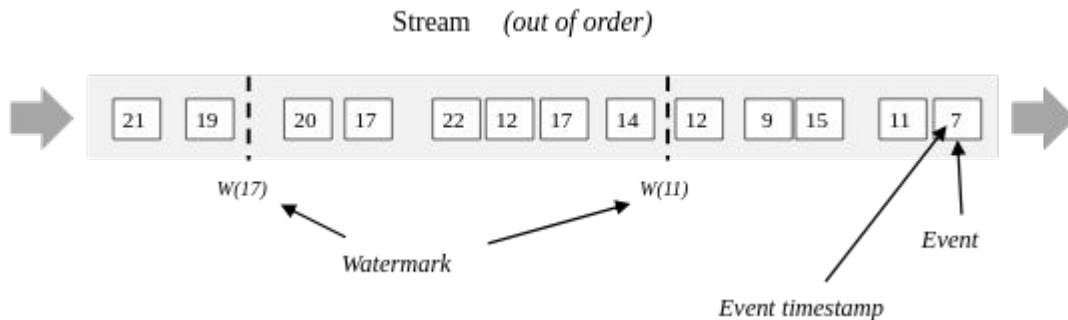 Stream (out of order)
21 19 20 17 22 12 17 14 12 9 15 11 7
W(17) W(11)
Event
Watermark
Event timestamp